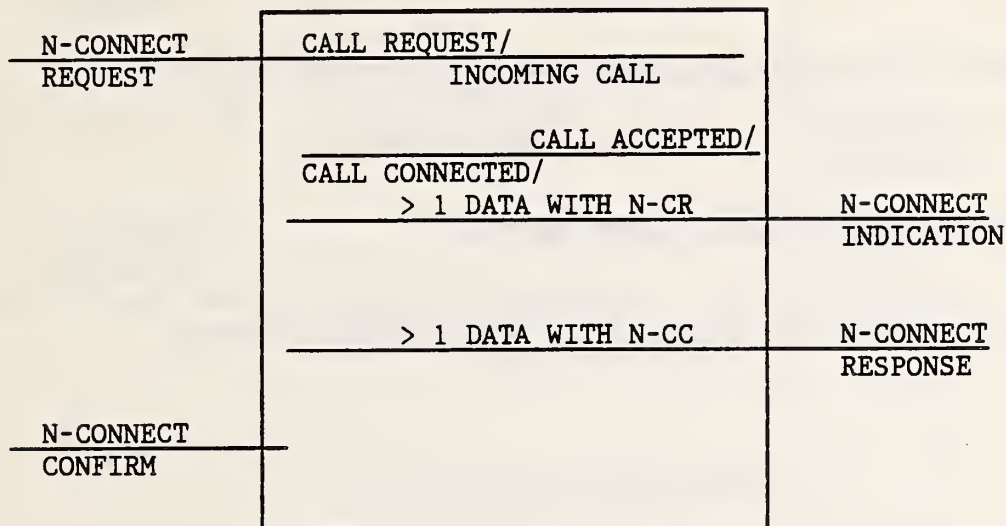 N-CONNECT CALL REQUEST/
REQUEST INCOMING CALL
CALL ACCEPTED/
CALL CONNECTED/
> 1 DATA WITH N-CR N-CONNECT
INDICATION
> 1 DATA WITH N-CC N-CONNECT
RESPONSE
N-CONNECT
CONFIRM